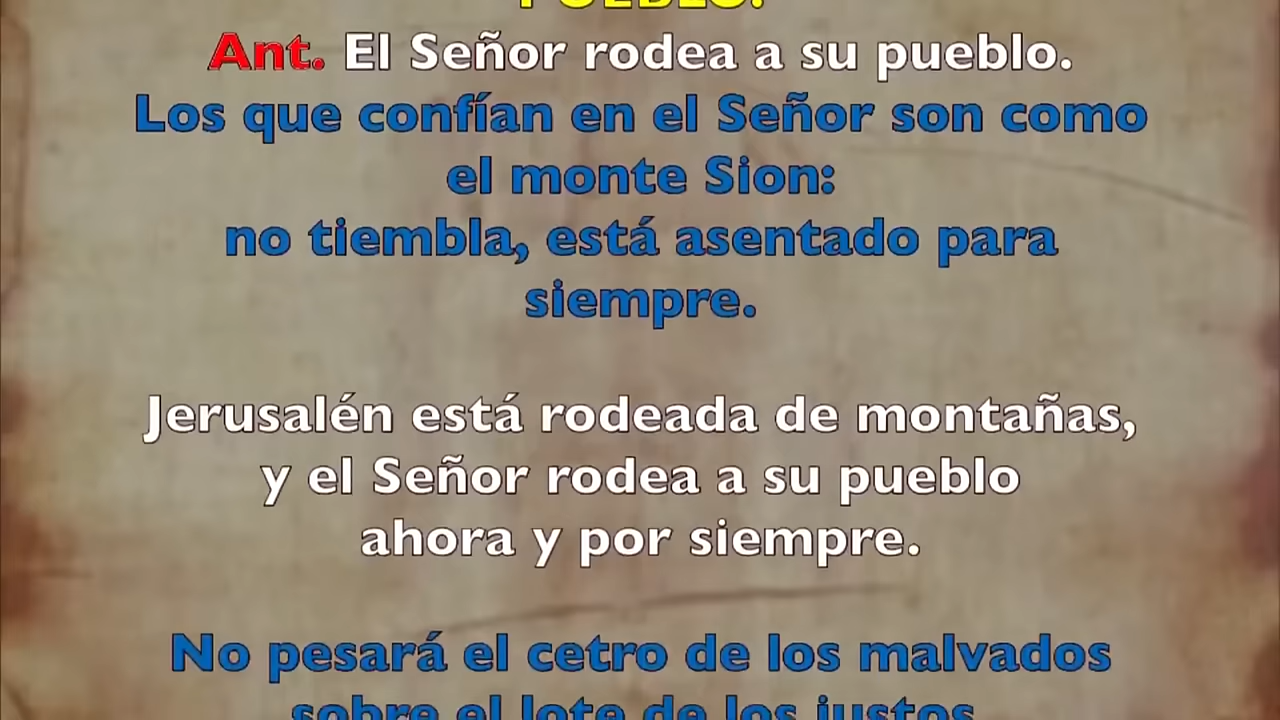 PUEBLO.
Ant. El Señor rodea a su pueblo.
Los que confían en el Señor son como
el monte Sion:
no tiembla, está asentado para
siempre.
Jerusalén está rodeada de montañas,
y el Señor rodea a su pueblo
ahora y por siempre.
No pesará el cetro de los malvados
sobre el lote de los justos